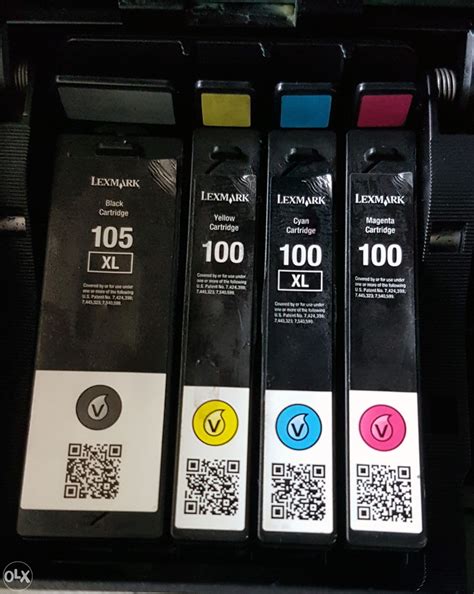 LEXMARK
Black
Cartridge
105
XL
Covered by or for use under
one or more of the following
U.S. Patent Nos. 7,424,399;
7,445,323; 7,540,599.
V
LEXMARK
Yellow
Cartridge
100
Covered by or for use under
one or more of the following
U.S. Patent Nos. 7,424,399;
7,445,323; 7,540,599.
V
LEXMARK
Cyan
Cartridge
100
XL
Covered by or for use under
one or more of the following
U.S. Patent Nos. 7,424,399;
7,445,323; 7,540,599.
V
LEXMARK
Magenta
Cartridge
100
Covered by or for use under
one or more of the following
U.S. Patent Nos. 7,424,399;
7,445,323; 7,540,599.
V
OLX